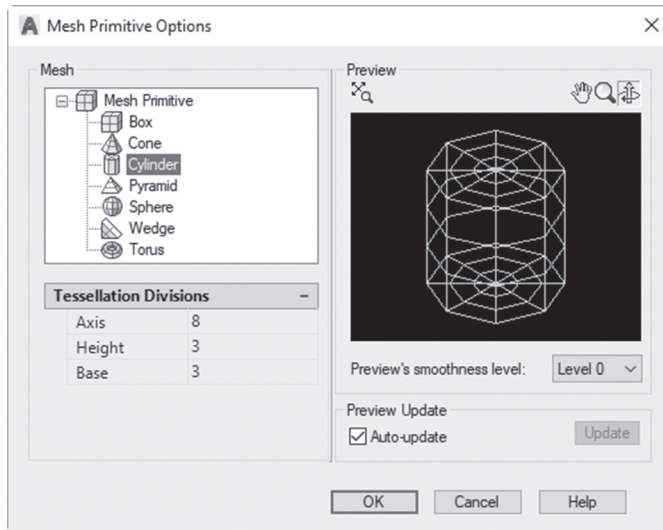 Mesh Primitive Options
Mesh
Mesh Primitive
Box
Cone
Cylinder
Pyramid
Sphere
Wedge
Torus
Tessellation Divisions
Axis 8
Height 3
Base 3
Preview
Preview's smoothness level: Level 0
Preview Update
Auto-update Update
OK Cancel Help